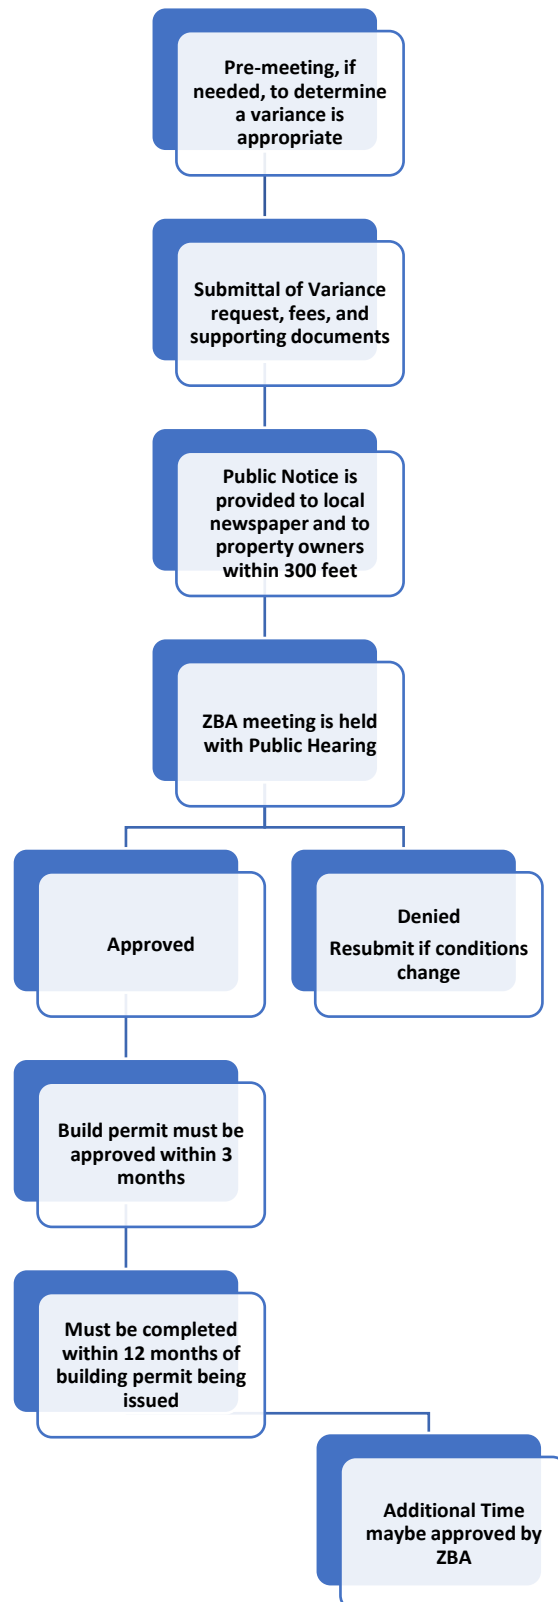 Pre-meeting, if
needed, to determine
a variance is
appropriate
Submittal of Variance
request, fees, and
supporting documents
Public Notice is
provided to local
newspaper and to
property owners
within 300 feet
ZBA meeting is held
with Public Hearing
Approved
Denied
Resubmit if conditions
change
Build permit must be
approved within 3
months
Must be completed
within 12 months of
building permit being
issued
Additional Time
maybe approved by
ZBA